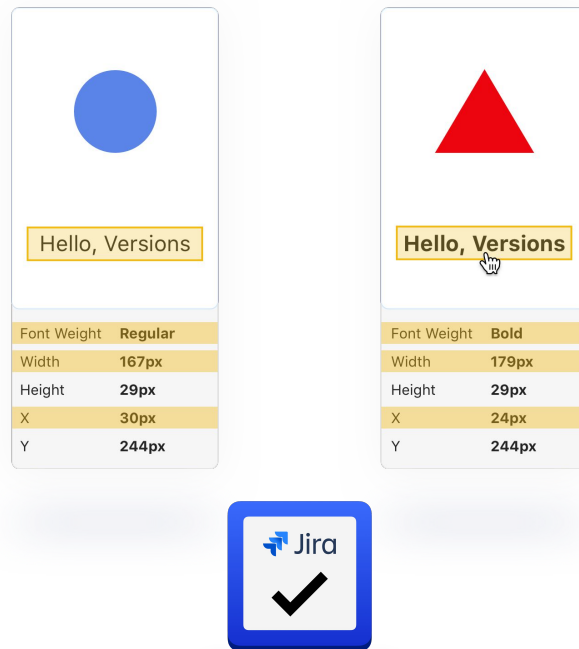 Hello, Versions
Font Weight Regular
Width 167px
Height 29px
X 30px
Y 244px
Hello, Versions
Font Weight Bold
Width 179px
Height 29px
X 24px
Y 244px
Jira